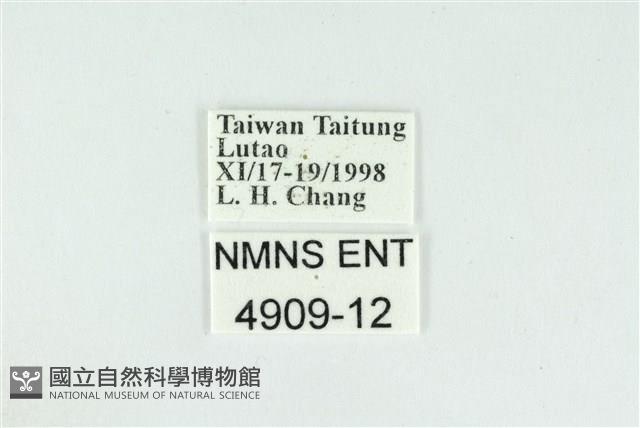 Taiwan Taitung
Lutao
XI/17-19/1998
L. H. Chang
NMNS ENT
4909-12
國立自然科學博物館
NATIONAL MUSEUM OF NATURAL SCIENCE